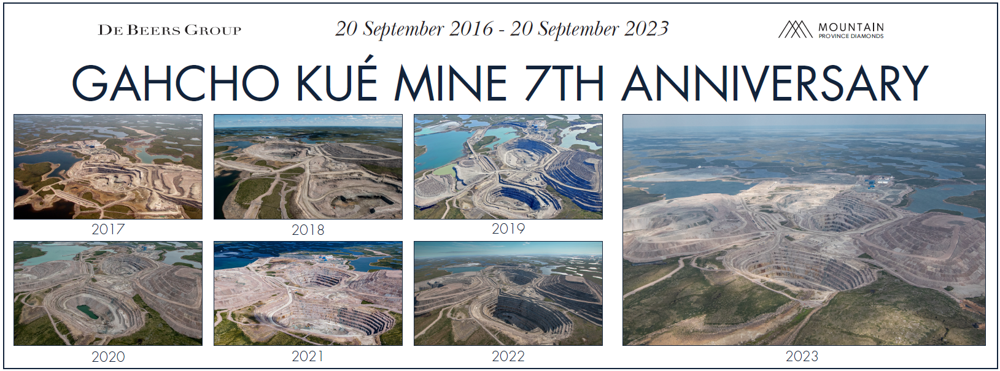 DE BEERS GROUP
20 September 2016 - 20 September 2023
MOUNTAIN
PROVINCE DIAMONDS
GAHCHO KUÉ MINE 7TH ANNIVERSARY
2017
2018
2019
2020
2021
2022
2023